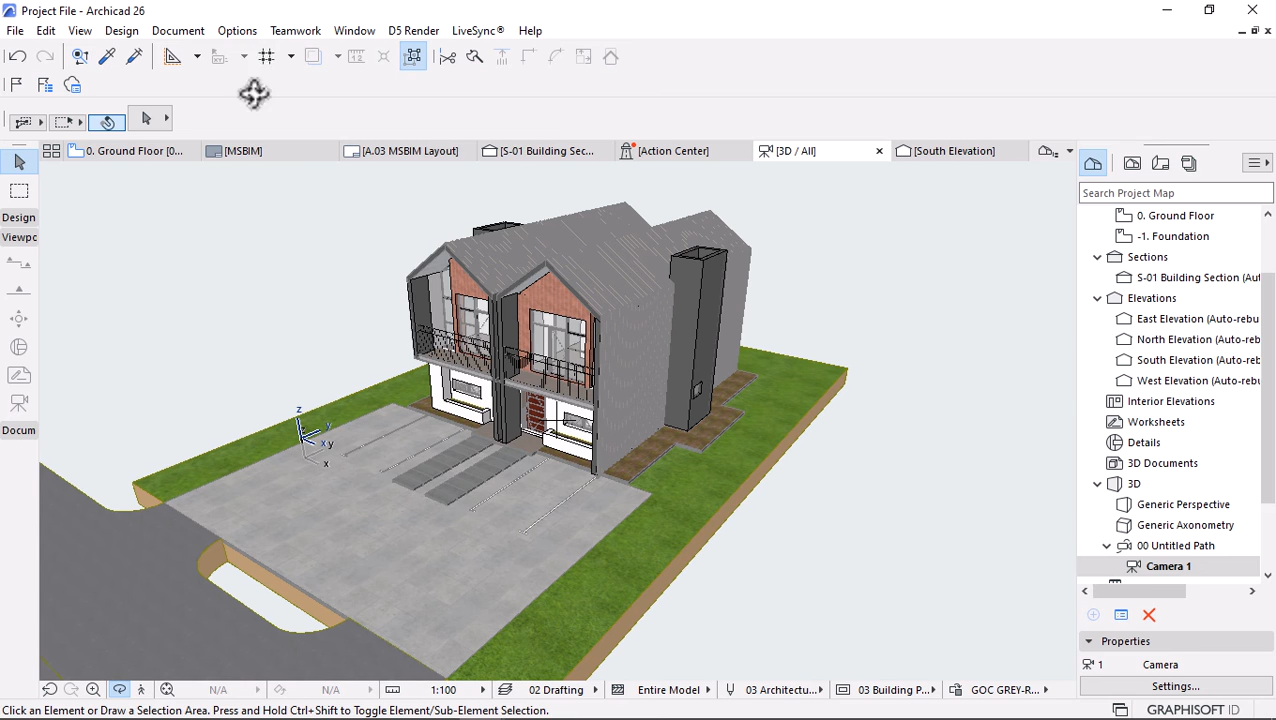 Project File - Archicad 26
File Edit View Design Document Options Teamwork Window D5 Render LiveSync® Help
0. Ground Floor [0...
[MSBIM]
[A.03 MSBIM Layout]
[S-01 Building Sec...
[Action Center]
[3D / All]
[South Elevation]
Search Project Map
Design
Viewpc
Docum
0. Ground Floor
-1. Foundation
Sections
S-01 Building Section (Aut
Elevations
East Elevation (Auto-rebu
North Elevation (Auto-reb
South Elevation (Auto-reb
West Elevation (Auto-rebu
Interior Elevations
Worksheets
Details
3D Documents
3D
Generic Perspective
Generic Axonometry
00 Untitled Path
Camera 1
z
y
x y
x
Properties
1 Camera
Settings...
N/A N/A 1:100 02 Drafting Entire Model 03 Architectu... 03 Building P... GOC GREY-R...
Click an Element or Draw a Selection Area. Press and Hold Ctrl+Shift to Toggle Element/Sub-Element Selection.
GRAPHISOFT ID